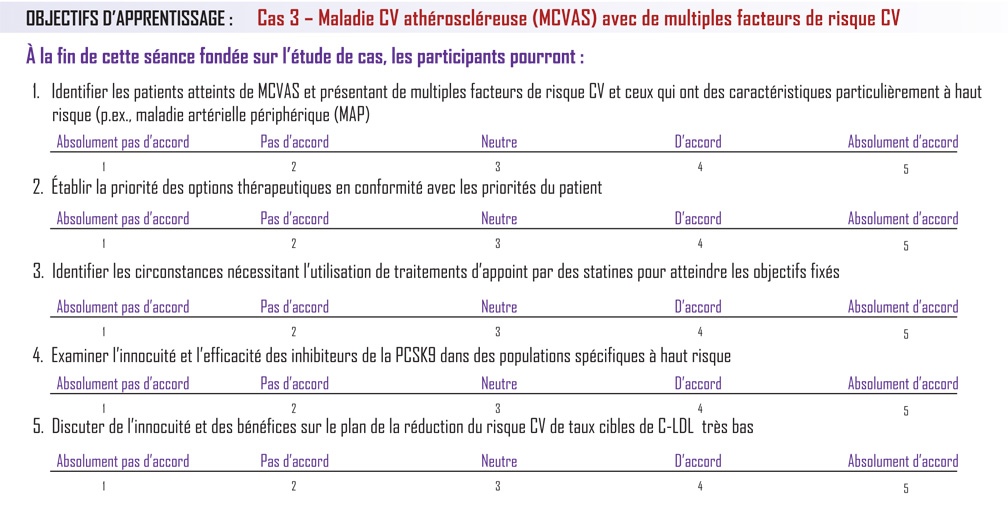 OBJECTIFS D'APPRENTISSAGE : Cas 3 – Maladie CV athéroscléreuse (MCVAS) avec de multiples facteurs de risque CV
À la fin de cette séance fondée sur l'étude de cas, les participants pourront :
1. Identifier les patients atteints de MCVAS et présentant de multiples facteurs de risque CV et ceux qui ont des caractéristiques particulièrement à haut
risque (p.ex., maladie artérielle périphérique (MAP)
Absolument pas d'accord Pas d'accord Neutre D'accord Absolument d'accord
1 2 3 4 5
2. Établir la priorité des options thérapeutiques en conformité avec les priorités du patient
Absolument pas d'accord Pas d'accord Neutre D'accord Absolument d'accord
1 2 3 4 5
3. Identifier les circonstances nécessitant l'utilisation de traitements d'appoint par des statines pour atteindre les objectifs fixés
Absolument pas d'accord Pas d'accord Neutre D'accord Absolument d'accord
1 2 3 4 5
4. Examiner l'innocuité et l'efficacité des inhibiteurs de la PCSK9 dans des populations spécifiques à haut risque
Absolument pas d'accord Pas d'accord Neutre D'accord Absolument d'accord
1 2 3 4 5
5. Discuter de l'innocuité et des bénéfices sur le plan de la réduction du risque CV de taux cibles de C-LDL très bas
Absolument pas d'accord Pas d'accord Neutre D'accord Absolument d'accord
1 2 3 4 5